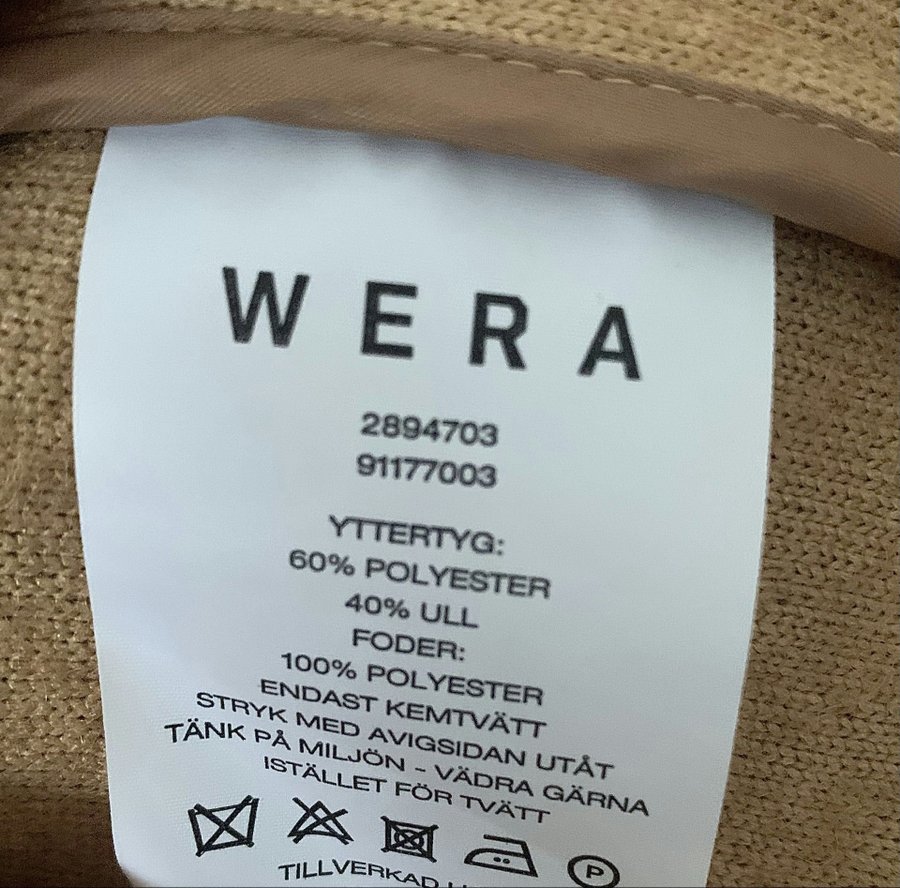 WERA
2894703
91177003
YTTERTYG:
60% POLYESTER
40% ULL
FODER:
100% POLYESTER
ENDAST KEMTVÄTT
STRYK MED AVIGSIDAN UTÅT
TÄNK PÅ MILJÖN - VÄDRA GÄRNA
ISTÄLLET FÖR TVÄTT
P
TILLVERKAD